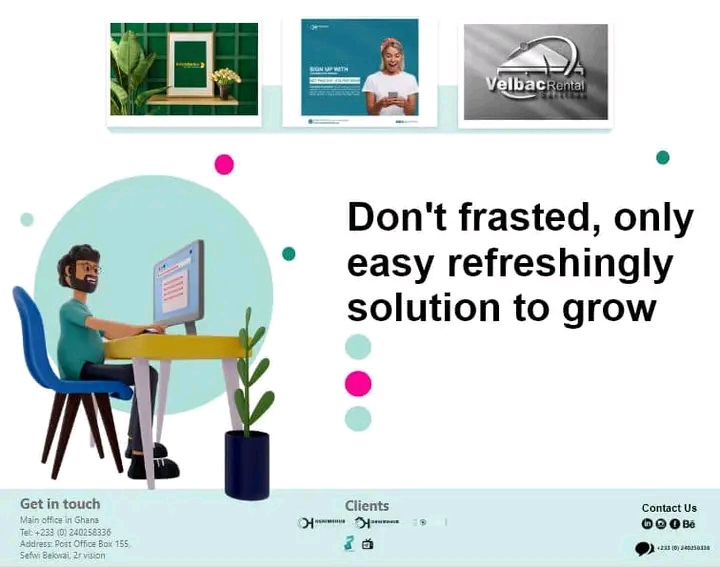 SIGN UP WITH
Velbac Rental
Don't frasted, only
easy refreshingly
solution to grow
Get in touch
Main office in Ghana
Tel: +233 (0) 240258336
Address: Post Office Box 155,
Sefwi Bekwai, 2r vision
Clients
Contact Us
in Bē
+233 (0) 240258336